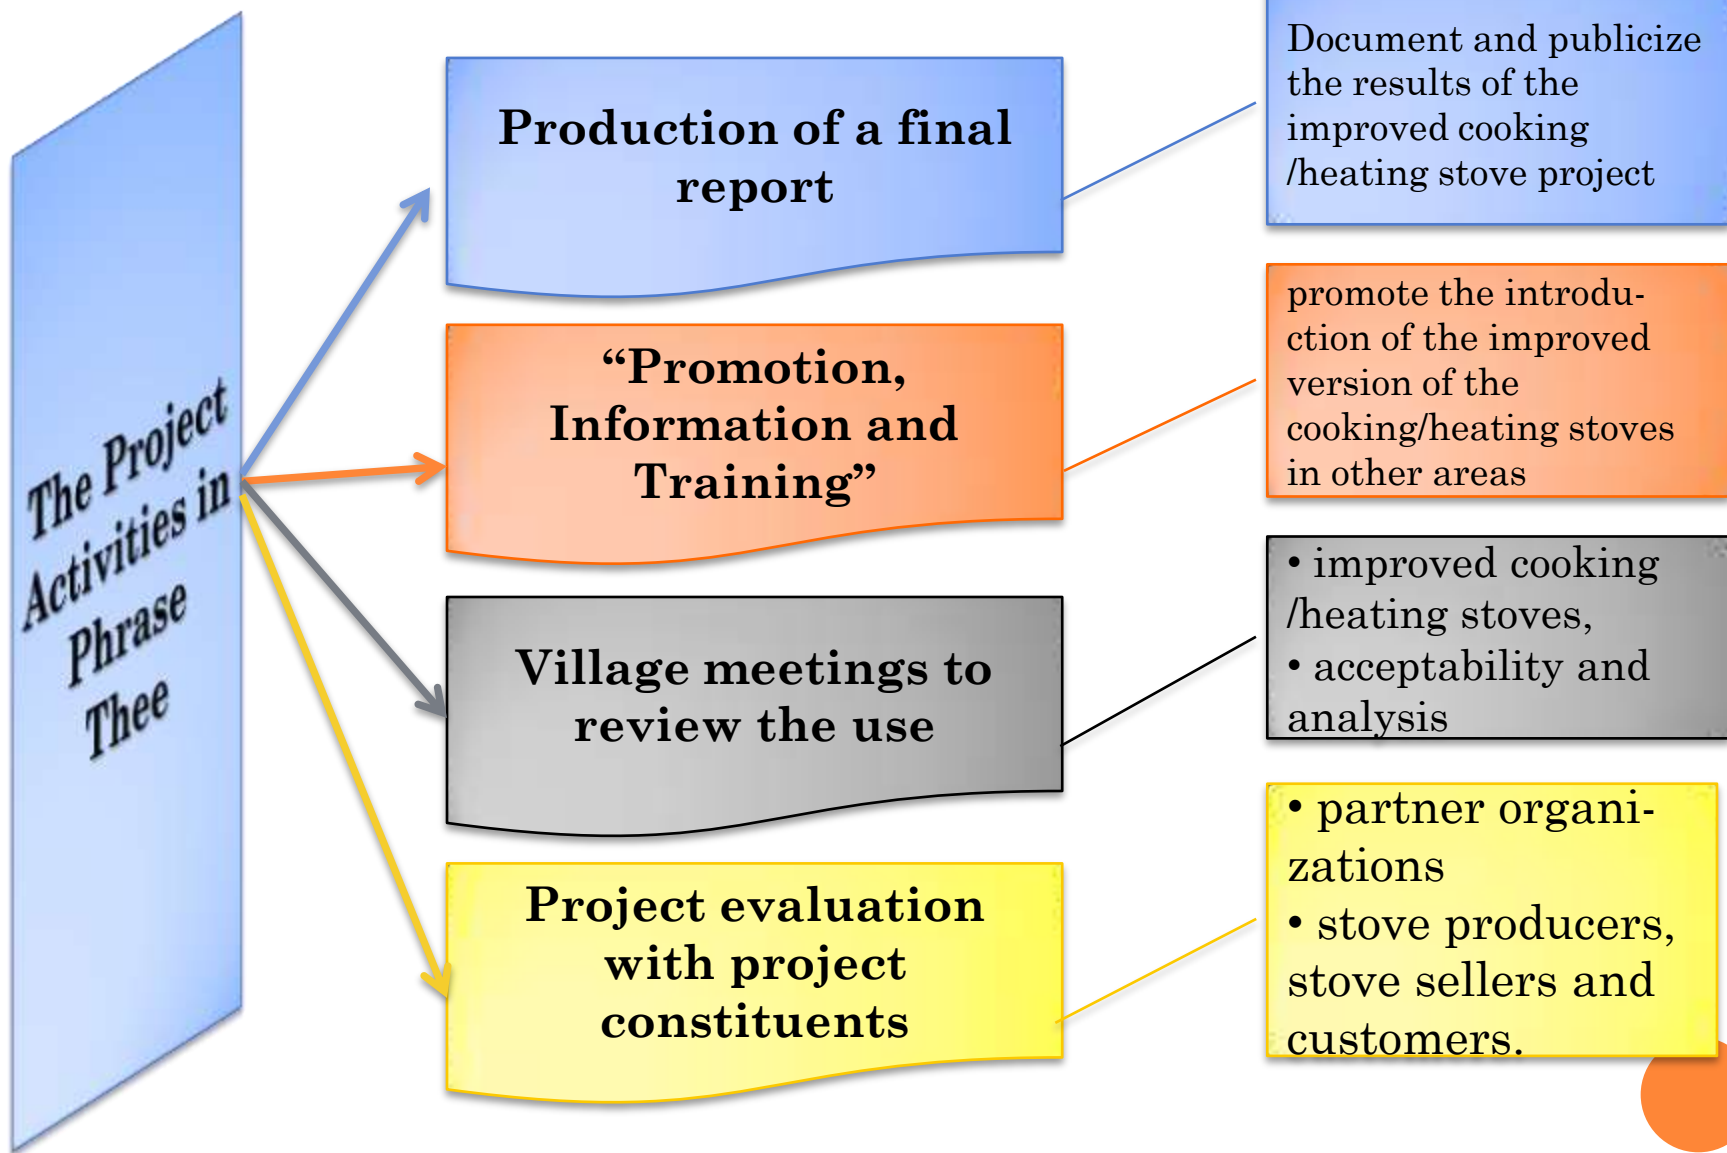 The Project
Activities in
Phrase
Thee
Production of a final
report
Document and publicize
the results of the
improved cooking
/heating stove project
“Promotion,
Information and
Training”
promote the introdu-
ction of the improved
version of the
cooking/heating stoves
in other areas
Village meetings to
review the use
• improved cooking
/heating stoves,
• acceptability and
analysis
Project evaluation
with project
constituents
• partner organi-
zations
• stove producers,
stove sellers and
customers.